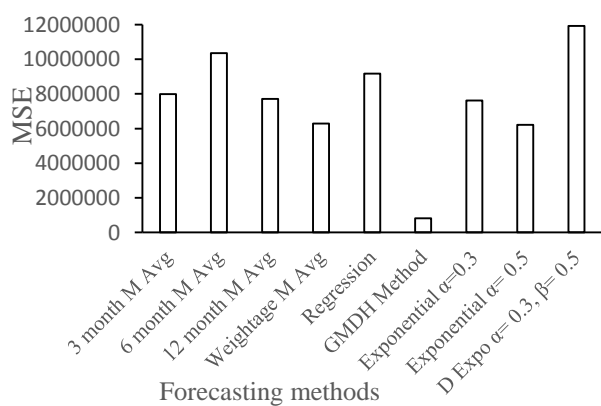 12000000
10000000
8000000
6000000
4000000
2000000
0
MSE
3 month M Avg
6 month M Avg
12 month M Avg
Weightage M Avg
Regression
GMDH Method
Exponential α=0.3
Exponential α= 0.5
D Expo α= 0.3, β= 0.5
Forecasting methods